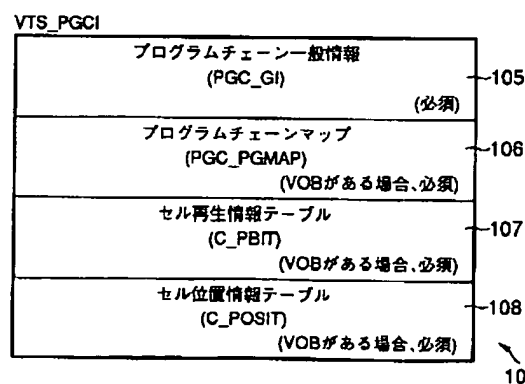 VTS_PGCI
プログラムチェーン一般情報
(PGC_GI)
105
(必須)
プログラムチェーンマップ
106
(PGC_PGMAP)
(VOBがある場合、必須)
セル再生情報テーブル
107
(C_PBIT)
(VOBがある場合、必須)
セル位置情報テーブル
108
(C_POSIT)
(VOBがある場合、必須)
10